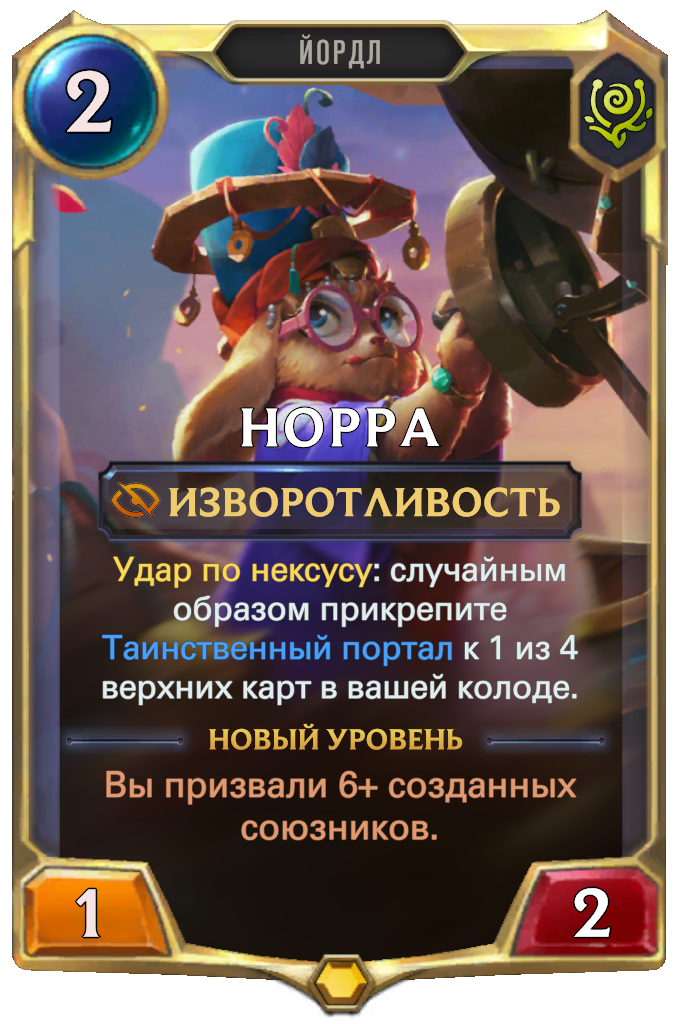 ЙОРДЛ
2
НОРРА
ИЗВОРОТЛИВОСТЬ
Удар по нексусу: случайным
образом прикрепите
Таинственный портал к 1 из 4
верхних карт в вашей колоде.
НОВЫЙ УРОВЕНЬ
Вы призвали 6+ созданных
союзников.
1
2